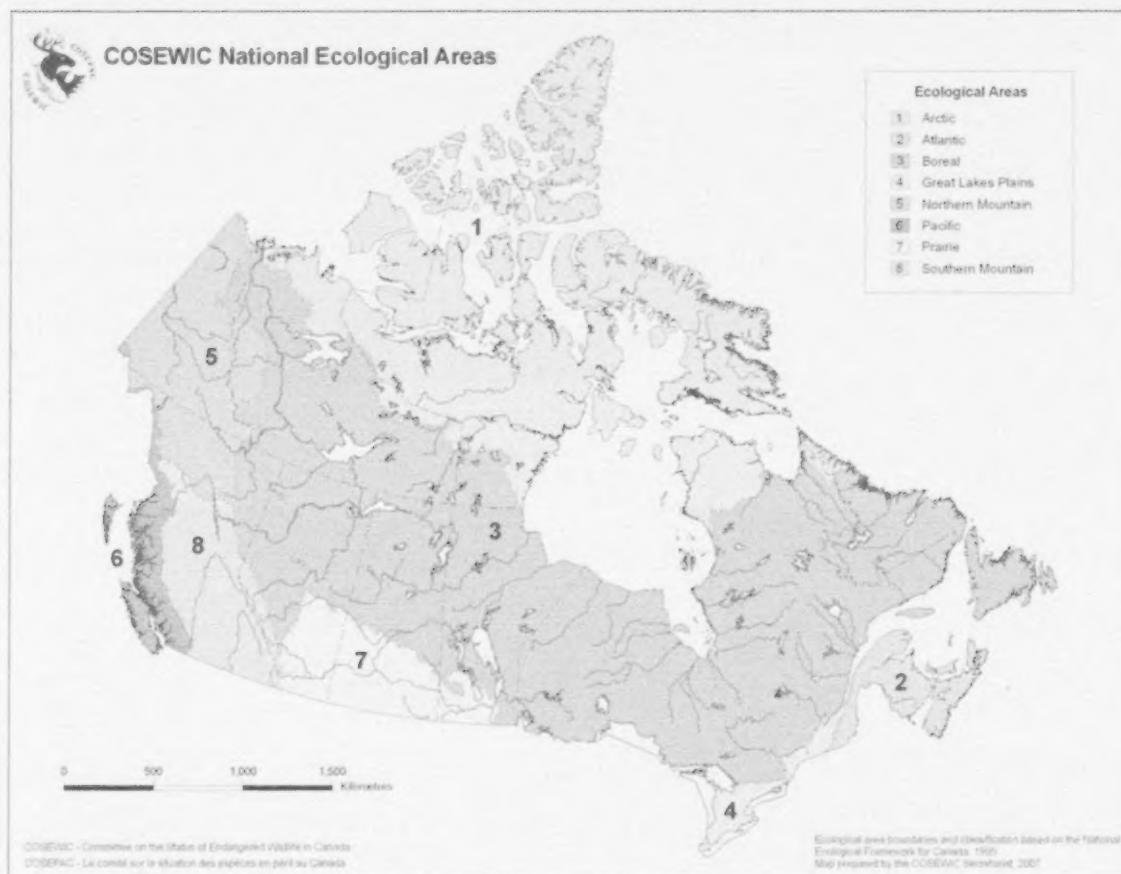 COSEWIC National Ecological Areas
Ecological Areas
1 Arctic
2 Atlantic
3 Boreal
4 Great Lakes Plains
5 Northern Mountain
6 Pacific
7 Prairie
8 Southern Mountain
1
5
3
6
8
7
2
4
0 500 1,000 1,500
Kilometres
COSEWIC - Committee on the Status of Endangered Wildlife in Canada
COSEPAC - Le comité sur la situation des espèces en péril au Canada
Ecological area boundaries and classification based on the National
Ecological Framework for Canada, 1995
Map prepared by the COSEWIC Secretariat, 2007